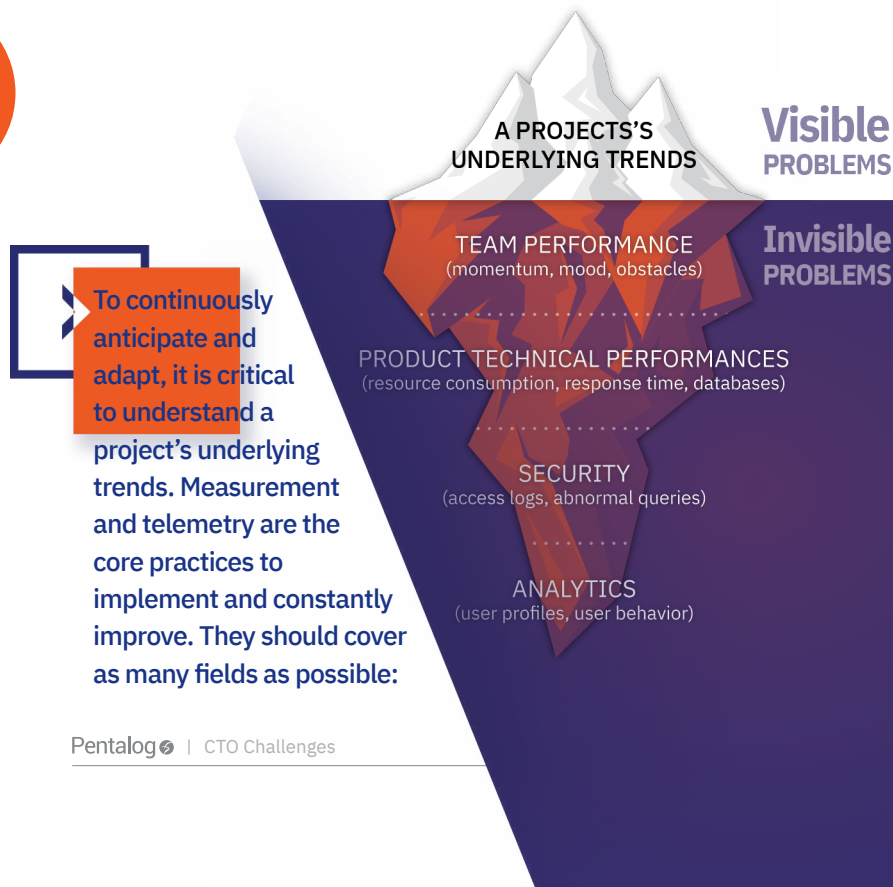 A PROJECTS'S
UNDERLYING TRENDS
Visible
PROBLEMS
Invisible
PROBLEMS
TEAM PERFORMANCE
(momentum, mood, obstacles)
PRODUCT TECHNICAL PERFORMANCES
(resource consumption, response time, databases)
SECURITY
(access logs, abnormal queries)
ANALYTICS
(user profiles, user behavior)
To continuously
anticipate and
adapt, it is critical
to understand a
project's underlying
trends. Measurement
and telemetry are the
core practices to
implement and constantly
improve. They should cover
as many fields as possible:
Pentalog | CTO Challenges